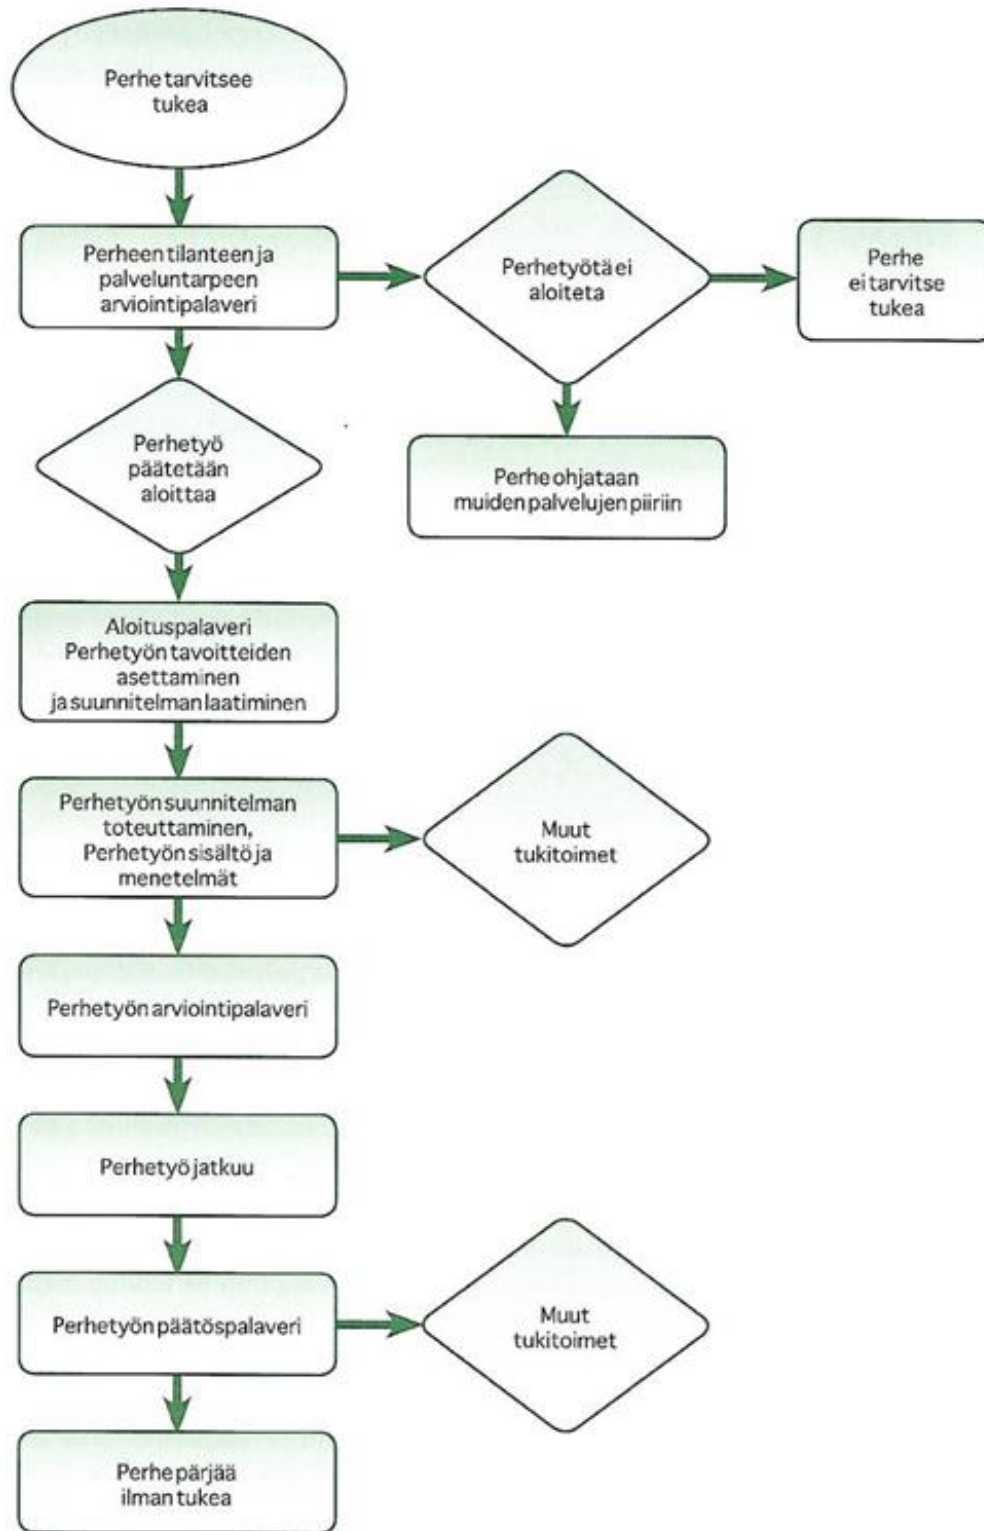 Perhe tarvitsee
tukea
Perheen tilanteen ja
palveluntarpeen
arviointipalaveri
Perhetyötä ei
aloiteta
Perhe
ei tarvitse
tukea
Perhetyö
päätetään
aloittaa
Perhe ohjataan
muiden palvelujen piiriin
Aloituspalaveri
Perhetyön tavoitteiden
asettaminen
ja suunnitelman laatiminen
Perhetyön suunnitelman
toteuttaminen,
Perhetyön sisältö ja
menetelmät
Muut
tukitoimet
Perhetyön arviointipalaveri
Perhetyö jatkuu
Perhetyön päätöspalaveri
Muut
tukitoimet
Perhe pärjää
ilman tukea